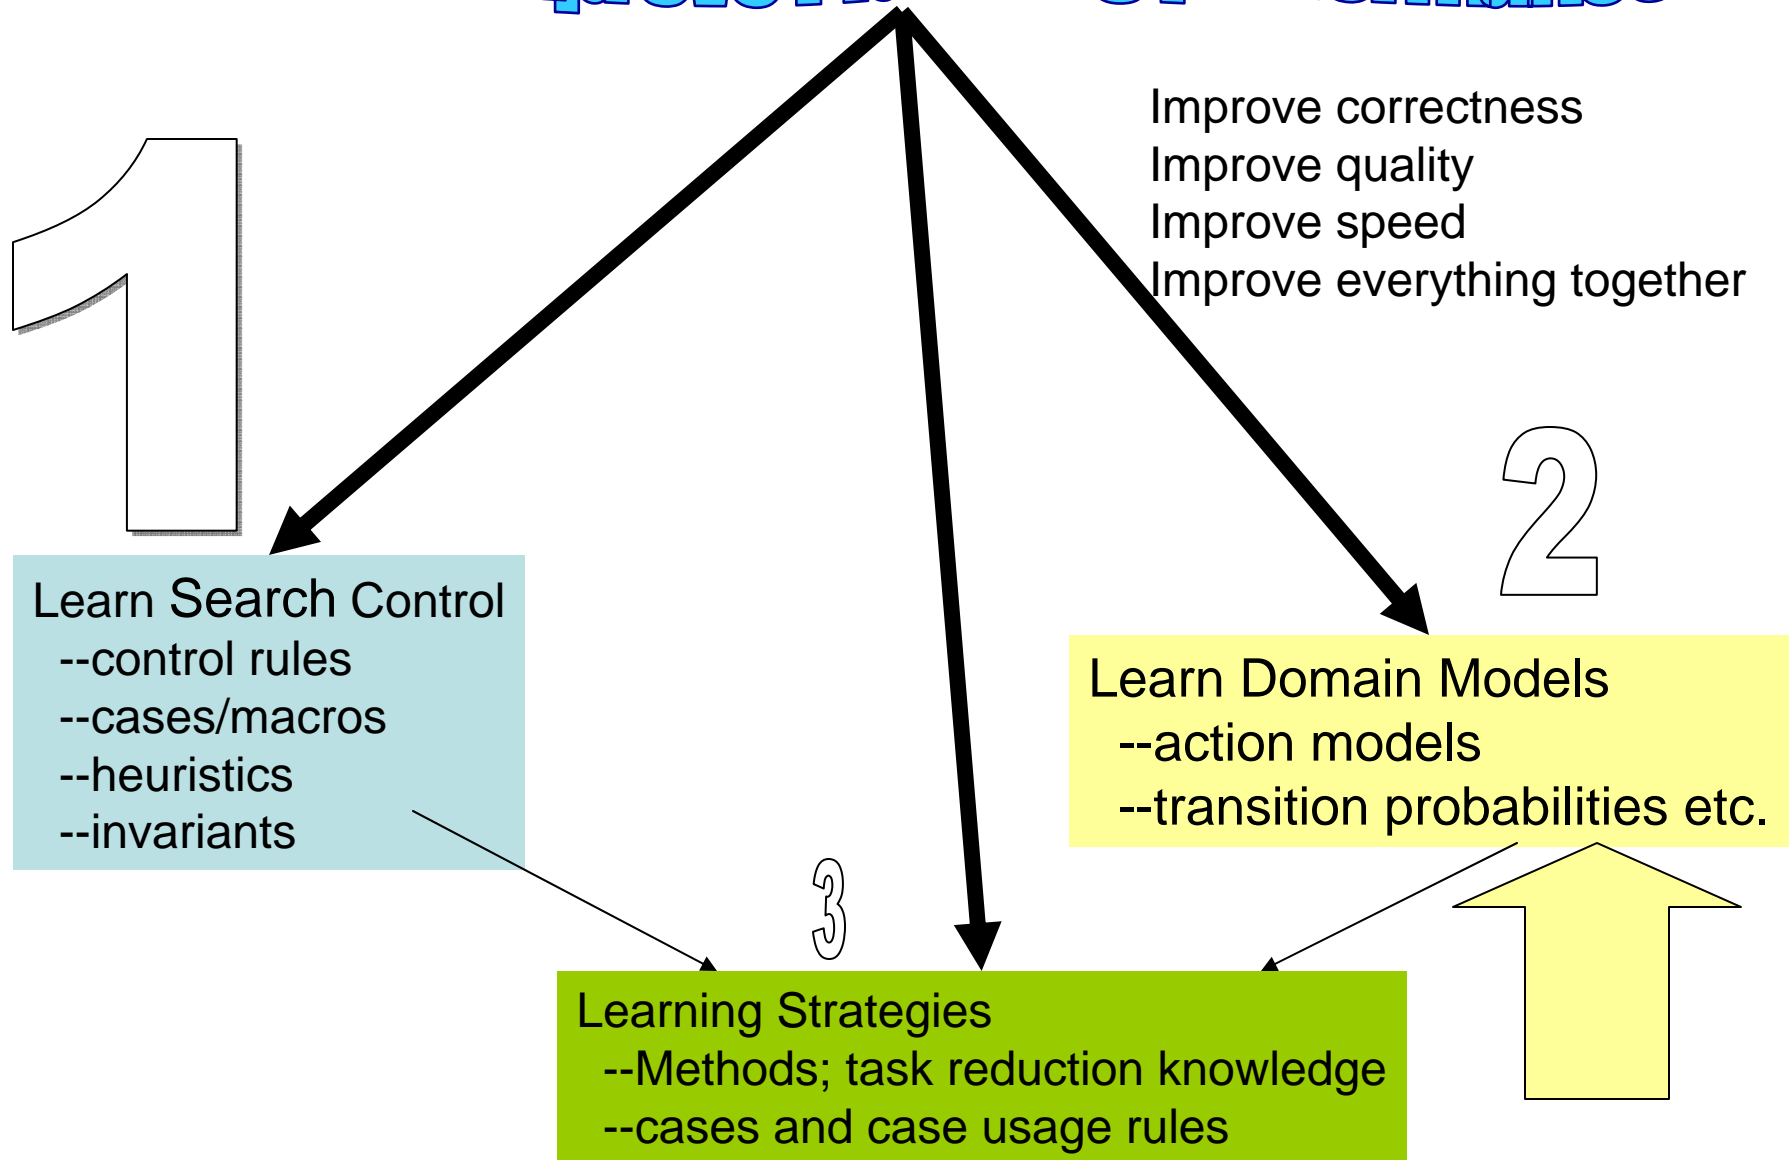 Improve correctness
Improve quality
Improve speed
Improve everything together
1
2
Learn Search Control
--control rules
--cases/macros
--heuristics
--invariants
Learn Domain Models
--action models
--transition probabilities etc.
3
Learning Strategies
--Methods; task reduction knowledge
--cases and case usage rules